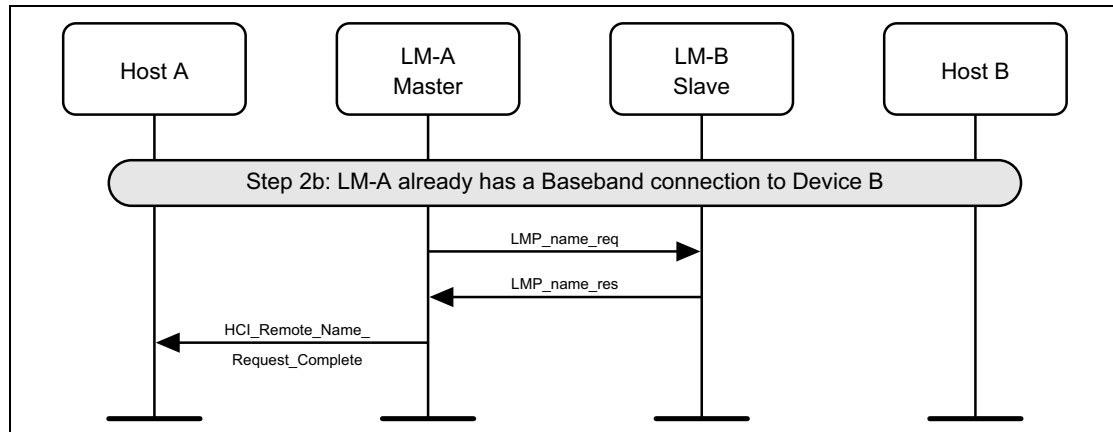 Host A
LM-A
Master
LM-B
Slave
Host B
Step 2b: LM-A already has a Baseband connection to Device B
LMP_name_req
LMP_name_res
HCI_Remote_Name_
Request_Complete